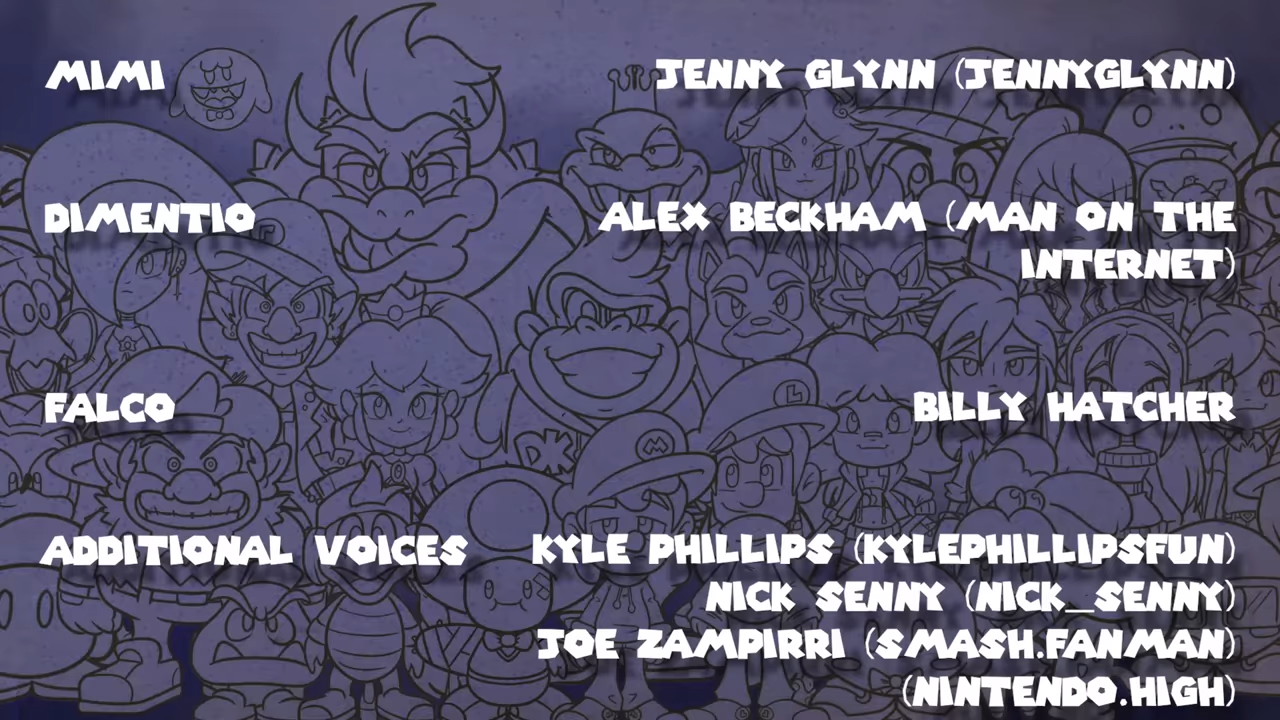 MIMI JENNY GLYNN (JENNYGLYNN)
DIMENTIO ALEX BECKHAM (MAN ON THE
INTERNET)
FALCO BILLY HATCHER
ADDITIONAL VOICES KYLE PHILLIPS (KYLEPHILLIPSFUN)
NICK SENNY (NICK_SENNY)
JOE ZAMPIRRI (SMASH.FANMAN)
(NINTENDO.HIGH)
DK
M
L